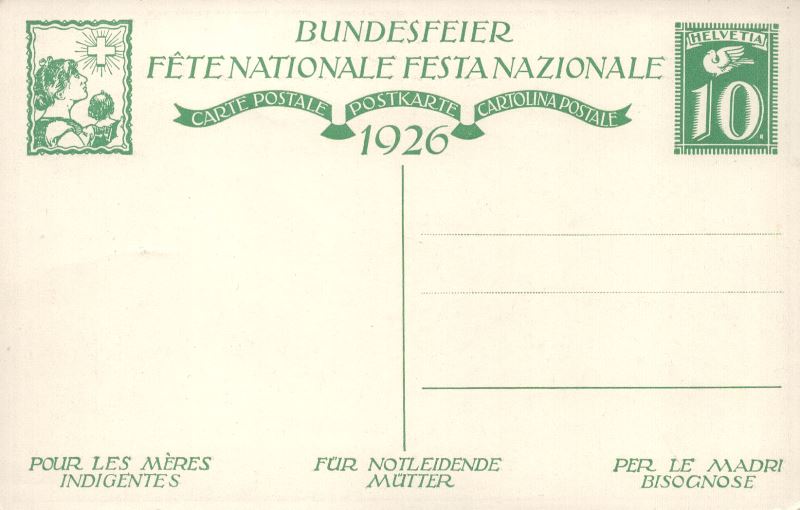 BUNDESFEIER
FÊTE NATIONALE FESTA NAZIONALE
CARTE POSTALE POSTKARTE CARTOLINA POSTALE
1926
HELVETIA
10
POUR LES MÈRES
INDIGENTES
FÜR NOTLEIDENDE
MÜTTER
PER LE MADRI
BISOGNOSE